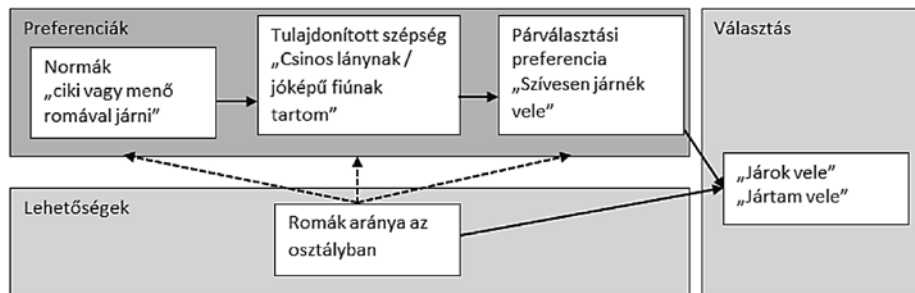 Preferenciák
Normák
„ciki vagy menő
romával járni”
Tulajdonított szépség
„Csinos lánynak /
jóképű fiúnak
tartom”
Párválasztási
preferencia
„Szívesen járnék
vele”
Választás
„Járok vele”
„Jártam vele”
Lehetőségek
Romák aránya az
osztályban